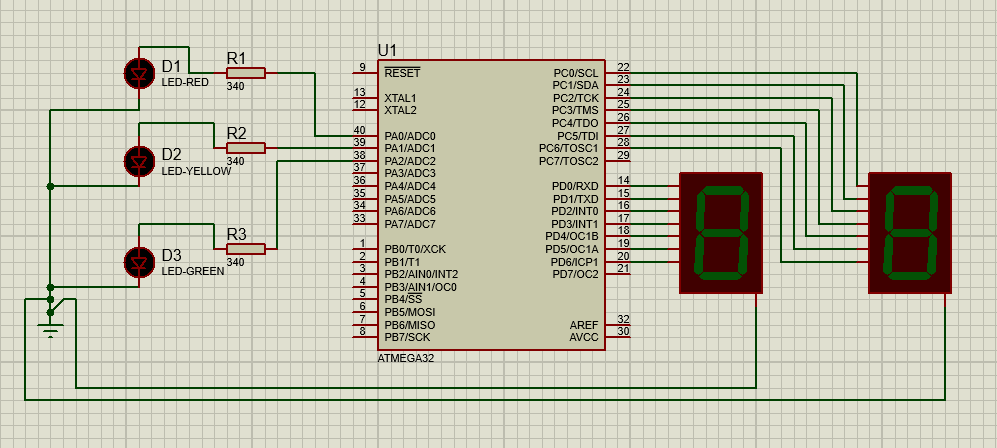 D1
LED-RED
R1
340
D2
LED-YELLOW
R2
340
D3
LED-GREEN
R3
340
U1
9 RESET
13 XTAL1
12 XTAL2
40 PA0/ADC0
39 PA1/ADC1
38 PA2/ADC2
37 PA3/ADC3
36 PA4/ADC4
35 PA5/ADC5
34 PA6/ADC6
33 PA7/ADC7
1 PB0/T0/XCK
2 PB1/T1
3 PB2/AIN0/INT2
4 PB3/AIN1/OC0
5 PB4/SS
6 PB5/MOSI
7 PB6/MISO
8 PB7/SCK
PC0/SCL 22
PC1/SDA 23
PC2/TCK 24
PC3/TMS 25
PC4/TDO 26
PC5/TDI 27
PC6/TOSC1 28
PC7/TOSC2 29
PD0/RXD 14
PD1/TXD 15
PD2/INT0 16
PD3/INT1 17
PD4/OC1B 18
PD5/OC1A 19
PD6/ICP1 20
PD7/OC2 21
AREF 32
AVCC 30
ATMEGA32
8
8